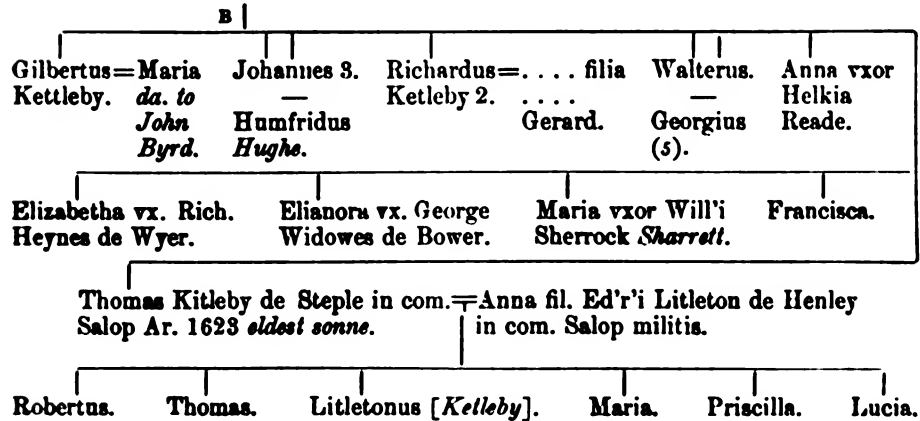 B
Gilbertus=Maria Johannes 3. Richardus=.... filia Walterus. Anna vxor
Kettleby. da. to — Ketleby 2. .... — Helkia
John Humfridus Gerard. Georgius Reade.
Byrd. Hughe. (5).
Elizabetha vx. Rich. Elianora vx. George Maria vxor Will'i Francisca.
Heynes de Wyer. Widowes de Bower. Sherrock Sharrett.
Thomas Kitleby de Steple in com.=Anna fil. Ed'r'i Litleton de Henley
Salop Ar. 1623 eldest sonne. in com. Salop militis.
Robertus. Thomas. Litletonus [Ketleby]. Maria. Priscilla. Lucia.